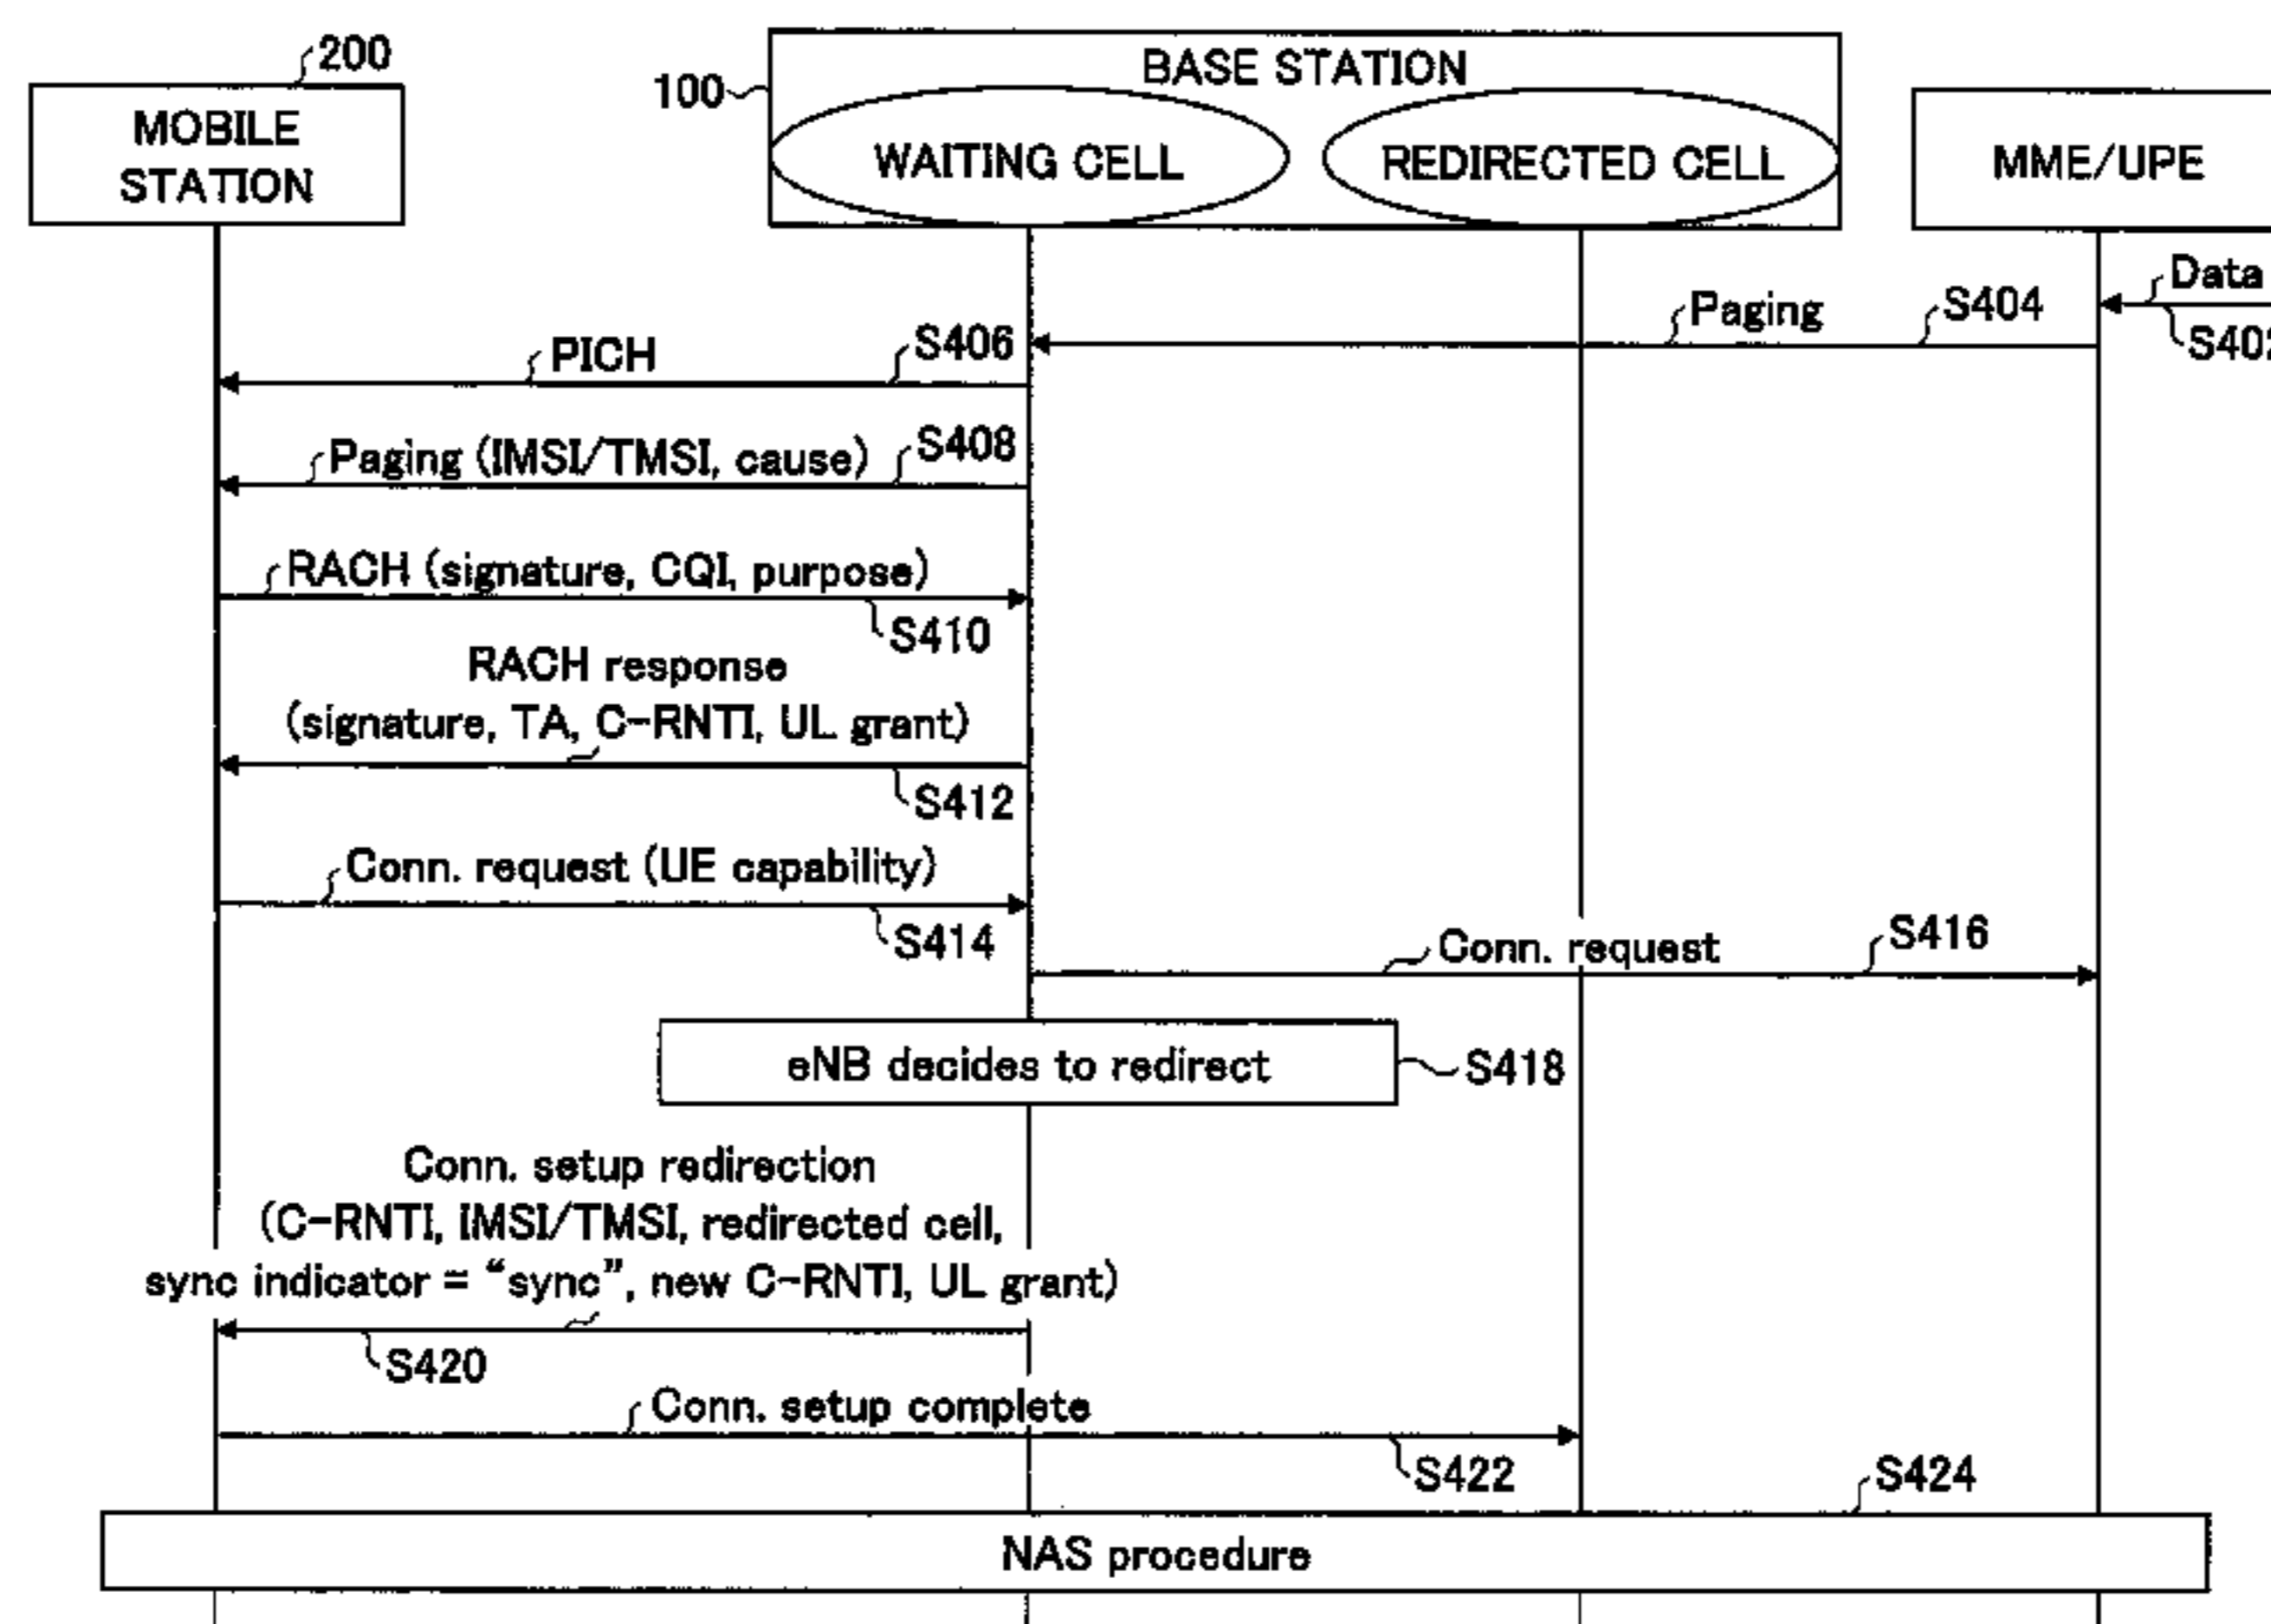 200
MOBILE
STATION
100
BASE STATION
WAITING CELL
REDIRECTED CELL
MME/UPE
Data
Paging
S404
PICH
S406
Paging (IMSI/TMSI, cause)
S408
RACH (signature, CQI, purpose)
S410
RACH response
(signature, TA, C-RNTI, UL grant)
S412
Conn. request (UE capability)
S414
Conn. request
S416
eNB decides to redirect
S418
Conn. setup redirection
(C-RNTI, IMSI/TMSI, redirected cell,
sync indicator = “sync”, new C-RNTI, UL grant)
S420
Conn. setup complete
S422
S424
NAS procedure